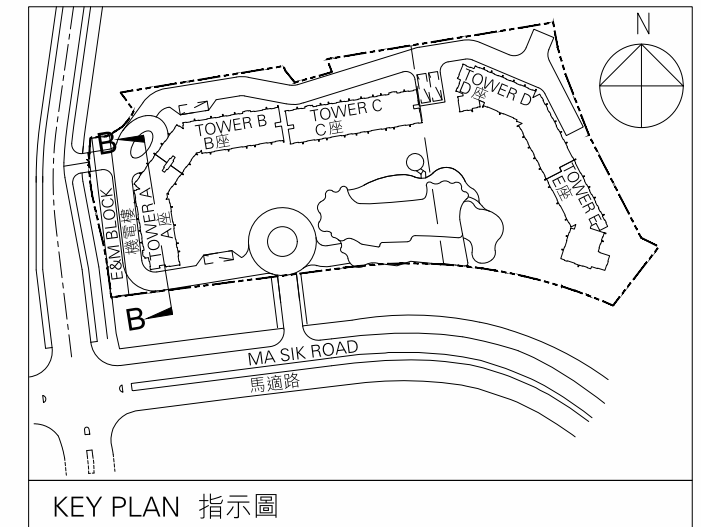 N
TOWER B
B座
TOWER C
C座
TOWER D
D座
TOWER E
E座
B
TOWER A
A座
E&M BLOCK
機電樓
B
MA SIK ROAD
馬適路
KEY PLAN 指示圖